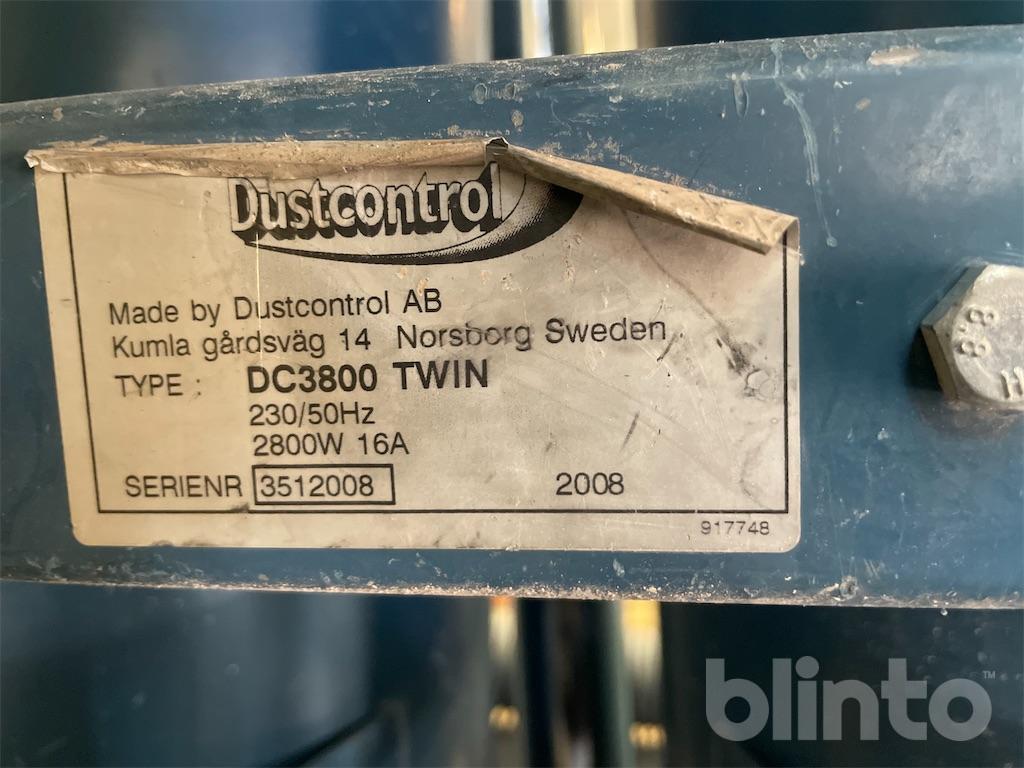 Dustcontrol
Made by Dustcontrol AB
Kumla gårdsväg 14 Norsborg Sweden
TYPE : DC3800 TWIN
230/50Hz
2800W 16A
SERIENR 3512008 2008
917748
8.8
H
blinto™